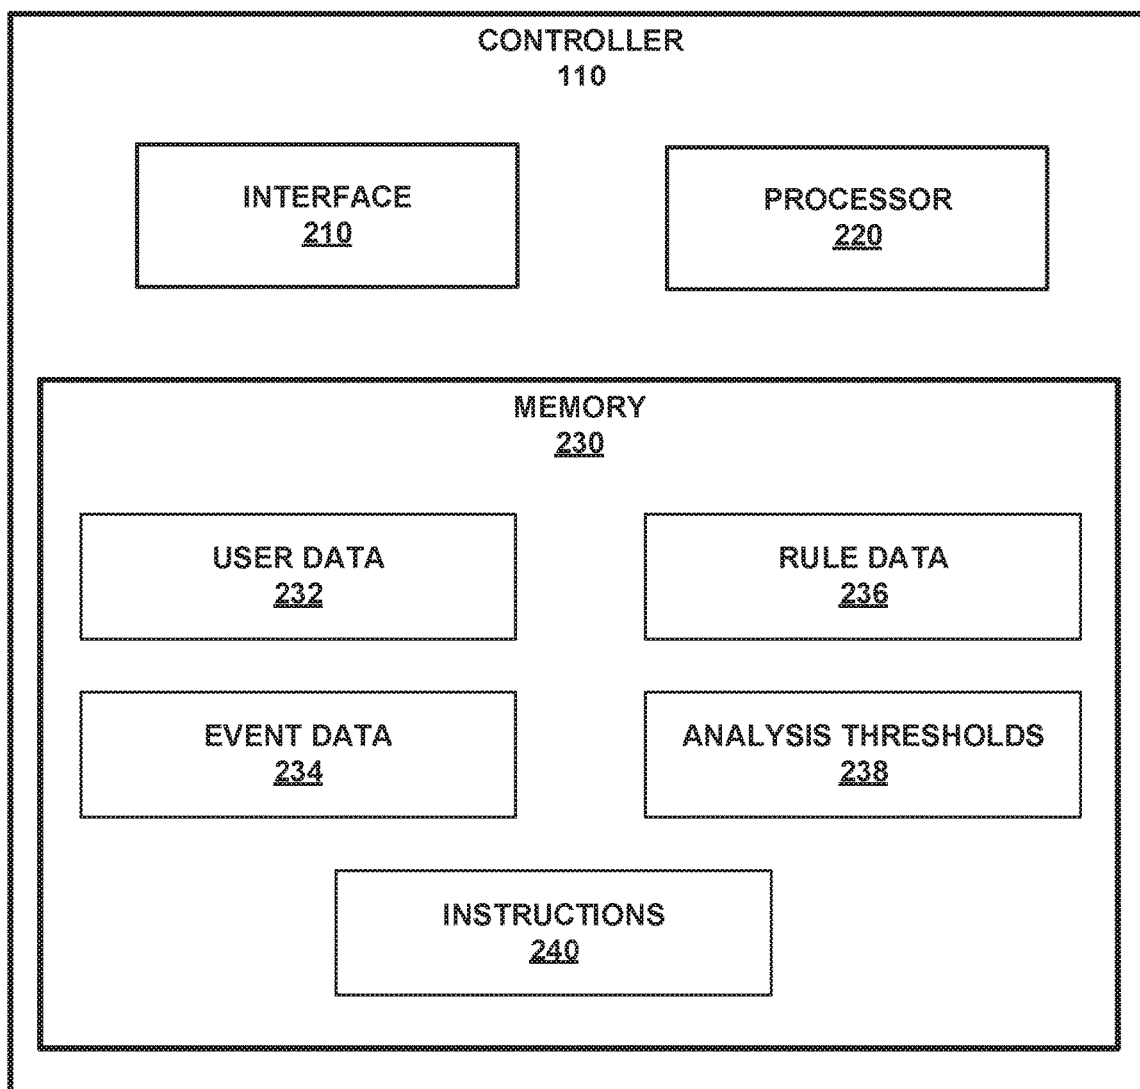 CONTROLLER
110
INTERFACE
210
PROCESSOR
220
MEMORY
230
USER DATA
232
RULE DATA
236
EVENT DATA
234
ANALYSIS THRESHOLDS
238
INSTRUCTIONS
240